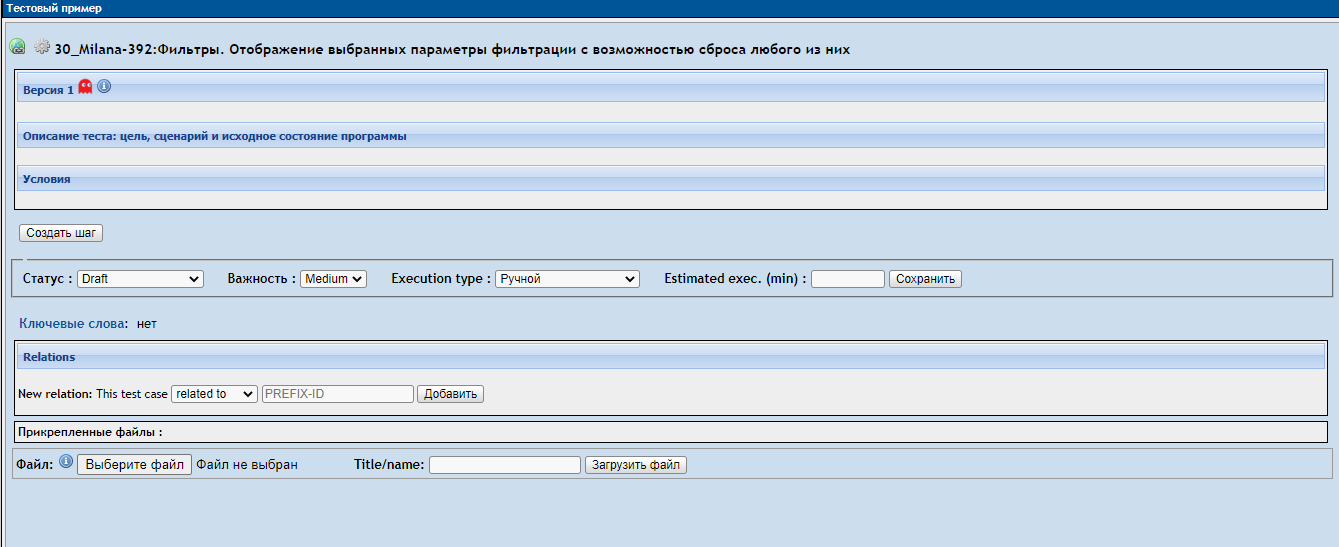 Тестовый пример
30_Milana-392:Фильтры. Отображение выбранных параметры фильтрации с возможностью сброса любого из них
Версия 1
Описание теста: цель, сценарий и исходное состояние программы
Условия
Создать шаг
Статус : Draft Важность : Medium Execution type : Ручной Estimated exec. (min) : Сохранить
Ключевые слова: нет
Relations
New relation: This test case related to PREFIX-ID Добавить
Прикрепленные файлы :
Файл: Выберите файл Файл не выбран Title/name: Загрузить файл